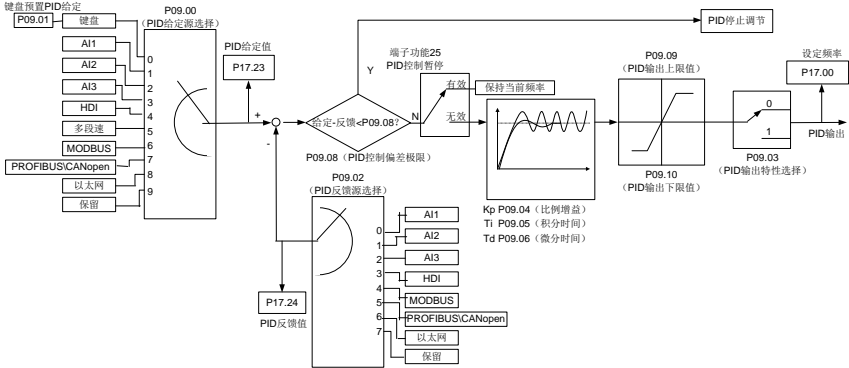 键盘预置PID给定
P09.01
键盘
AI1
AI2
AI3
HDI
多段速
MODBUS
PROFIBUS\CANopen
以太网
保留
P09.00
(PID给定源选择)
0
1
2
3
4
5
6
7
8
9
PID给定值
P17.23
+
-
给定-反馈<P09.08?
Y
N
P09.08(PID控制偏差极限)
PID停止调节
端子功能25
PID控制暂停
有效
无效
保持当前频率
Kp P09.04(比例增益)
Ti P09.05(积分时间)
Td P09.06(微分时间)
P09.09
(PID输出上限值)
P09.10
(PID输出下限值)
0
1
P09.03
(PID输出特性选择)
设定频率
P17.00
PID输出
P09.02
(PID反馈源选择)
0
1
2
3
4
5
6
7
AI1
AI2
AI3
HDI
MODBUS
PROFIBUS\CANopen
以太网
保留
P17.24
PID反馈值